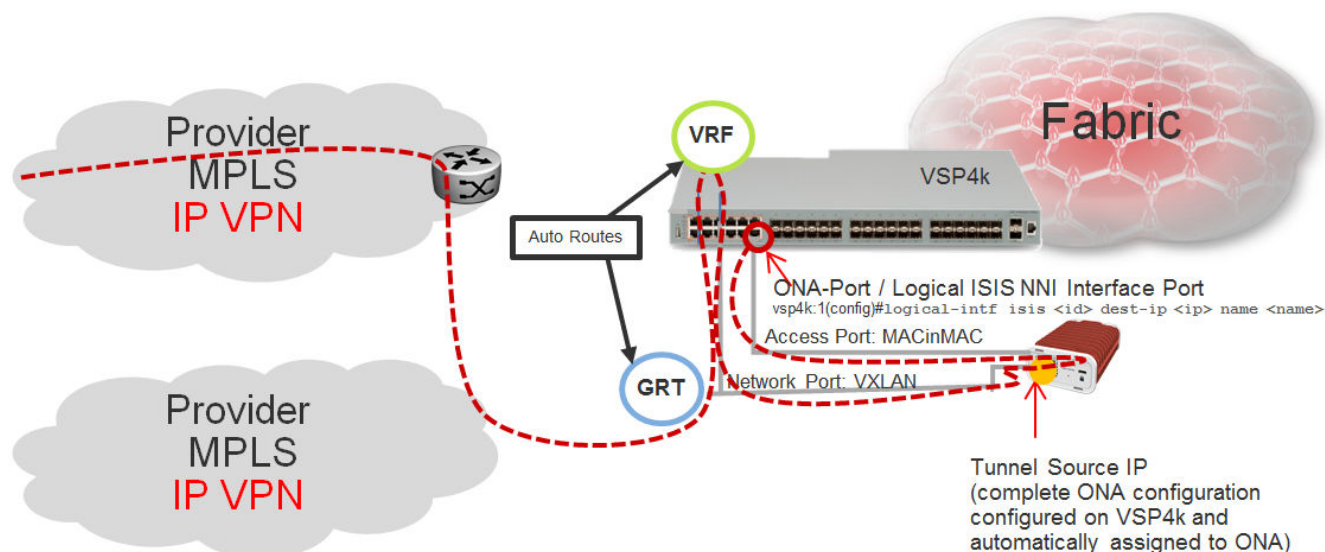 Provider
MPLS
IP VPN
VRF
VSP4k
Fabric
Auto Routes
ONA-Port / Logical ISIS NNI Interface Port
vsp4k:1(config)#logical-intf isis <id> dest-ip <ip> name <name>
Access Port: MACinMAC
GRT
Network Port: VXLAN
Provider
MPLS
IP VPN
Tunnel Source IP
(complete ONA configuration
configured on VSP4k and
automatically assigned to ONA)